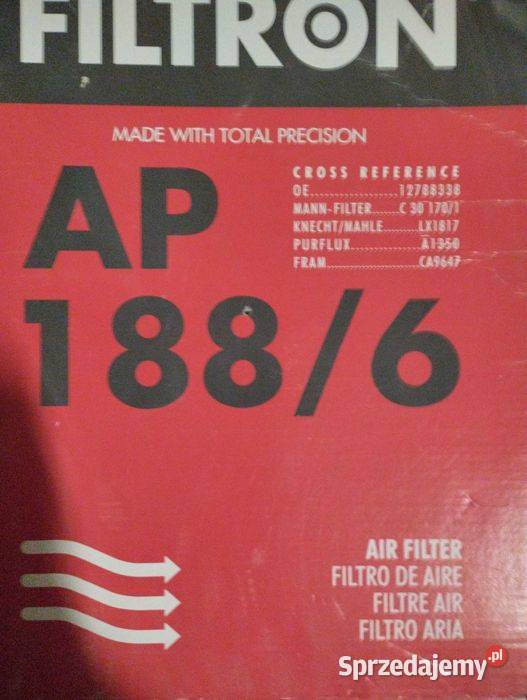 FILTRON
MADE WITH TOTAL PRECISION
AP
188/6
CROSS REFERENCE
OE....................12788338
MANN-FILTER......C 30 170/1
KNECHT/MAHLE........LX1817
PURFLUX................A1350
FRAM.....................CA9647
AIR FILTER
FILTRO DE AIRE
FILTRE AIR
FILTRO ARIA
Sprzedajemy.pl